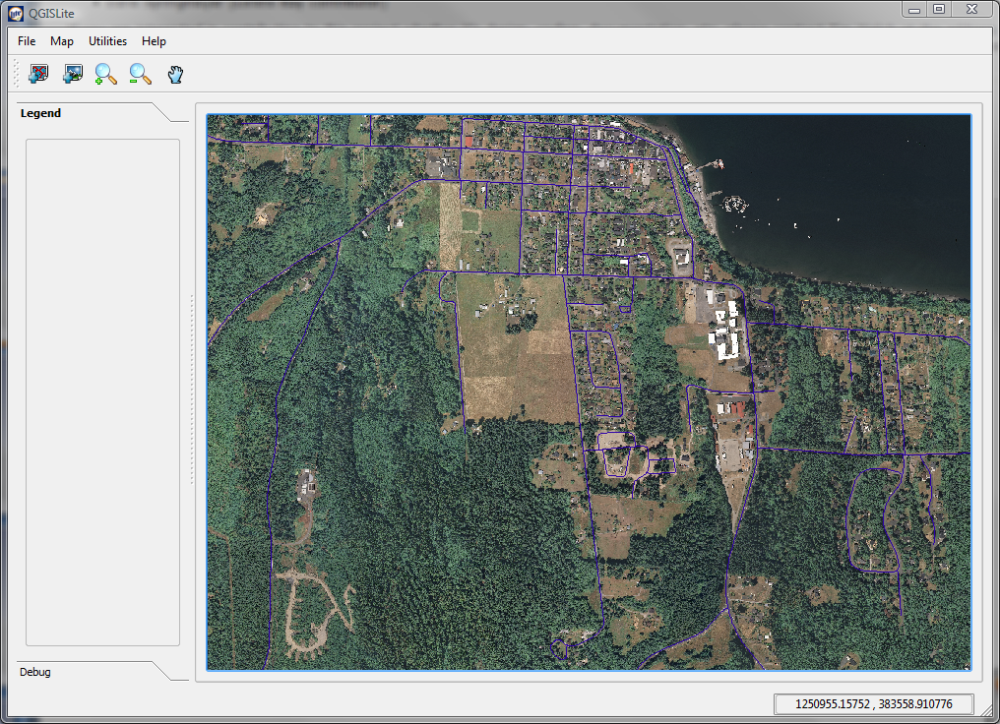 QGISLite
File Map Utilities Help
Legend
Debug
1250955.15752 , 383558.910776